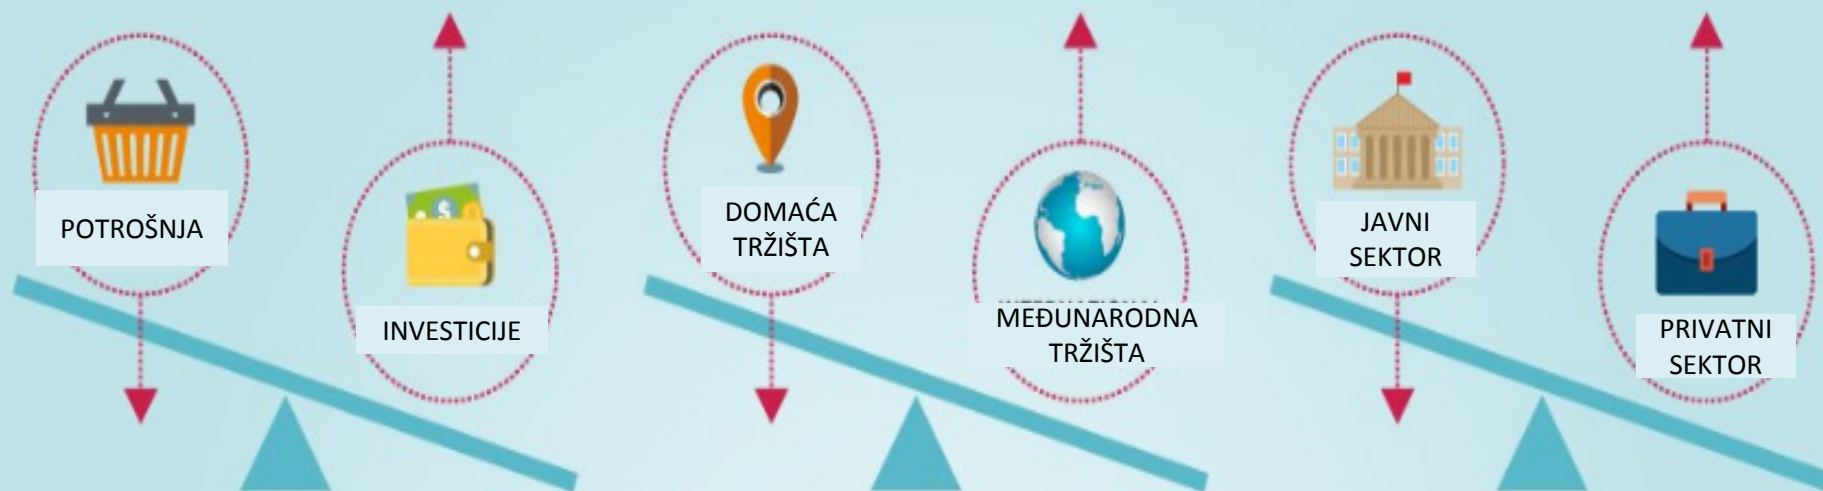 POTROŠNJA
INVESTICIJE
DOMAĆA
TRŽIŠTA
MEĐUNARODNA
TRŽIŠTA
JAVNI
SEKTOR
PRIVATNI
SEKTOR